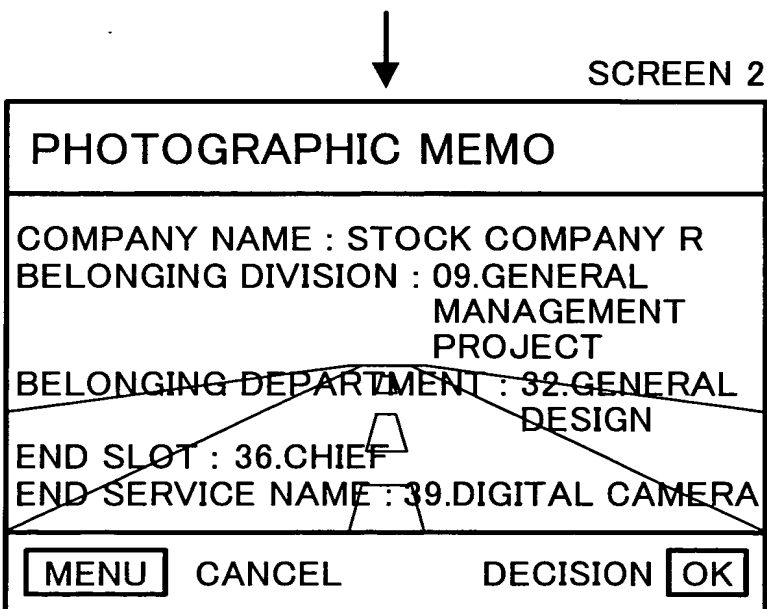 SCREEN 2
PHOTOGRAPHIC MEMO
COMPANY NAME : STOCK COMPANY R
BELONGING DIVISION : 09.GENERAL
MANAGEMENT
PROJECT
BELONGING DEPARTMENT : 32.GENERAL
DESIGN
END SLOT : 36.CHIEF
END SERVICE NAME : 39.DIGITAL CAMERA
MENU CANCEL DECISION OK